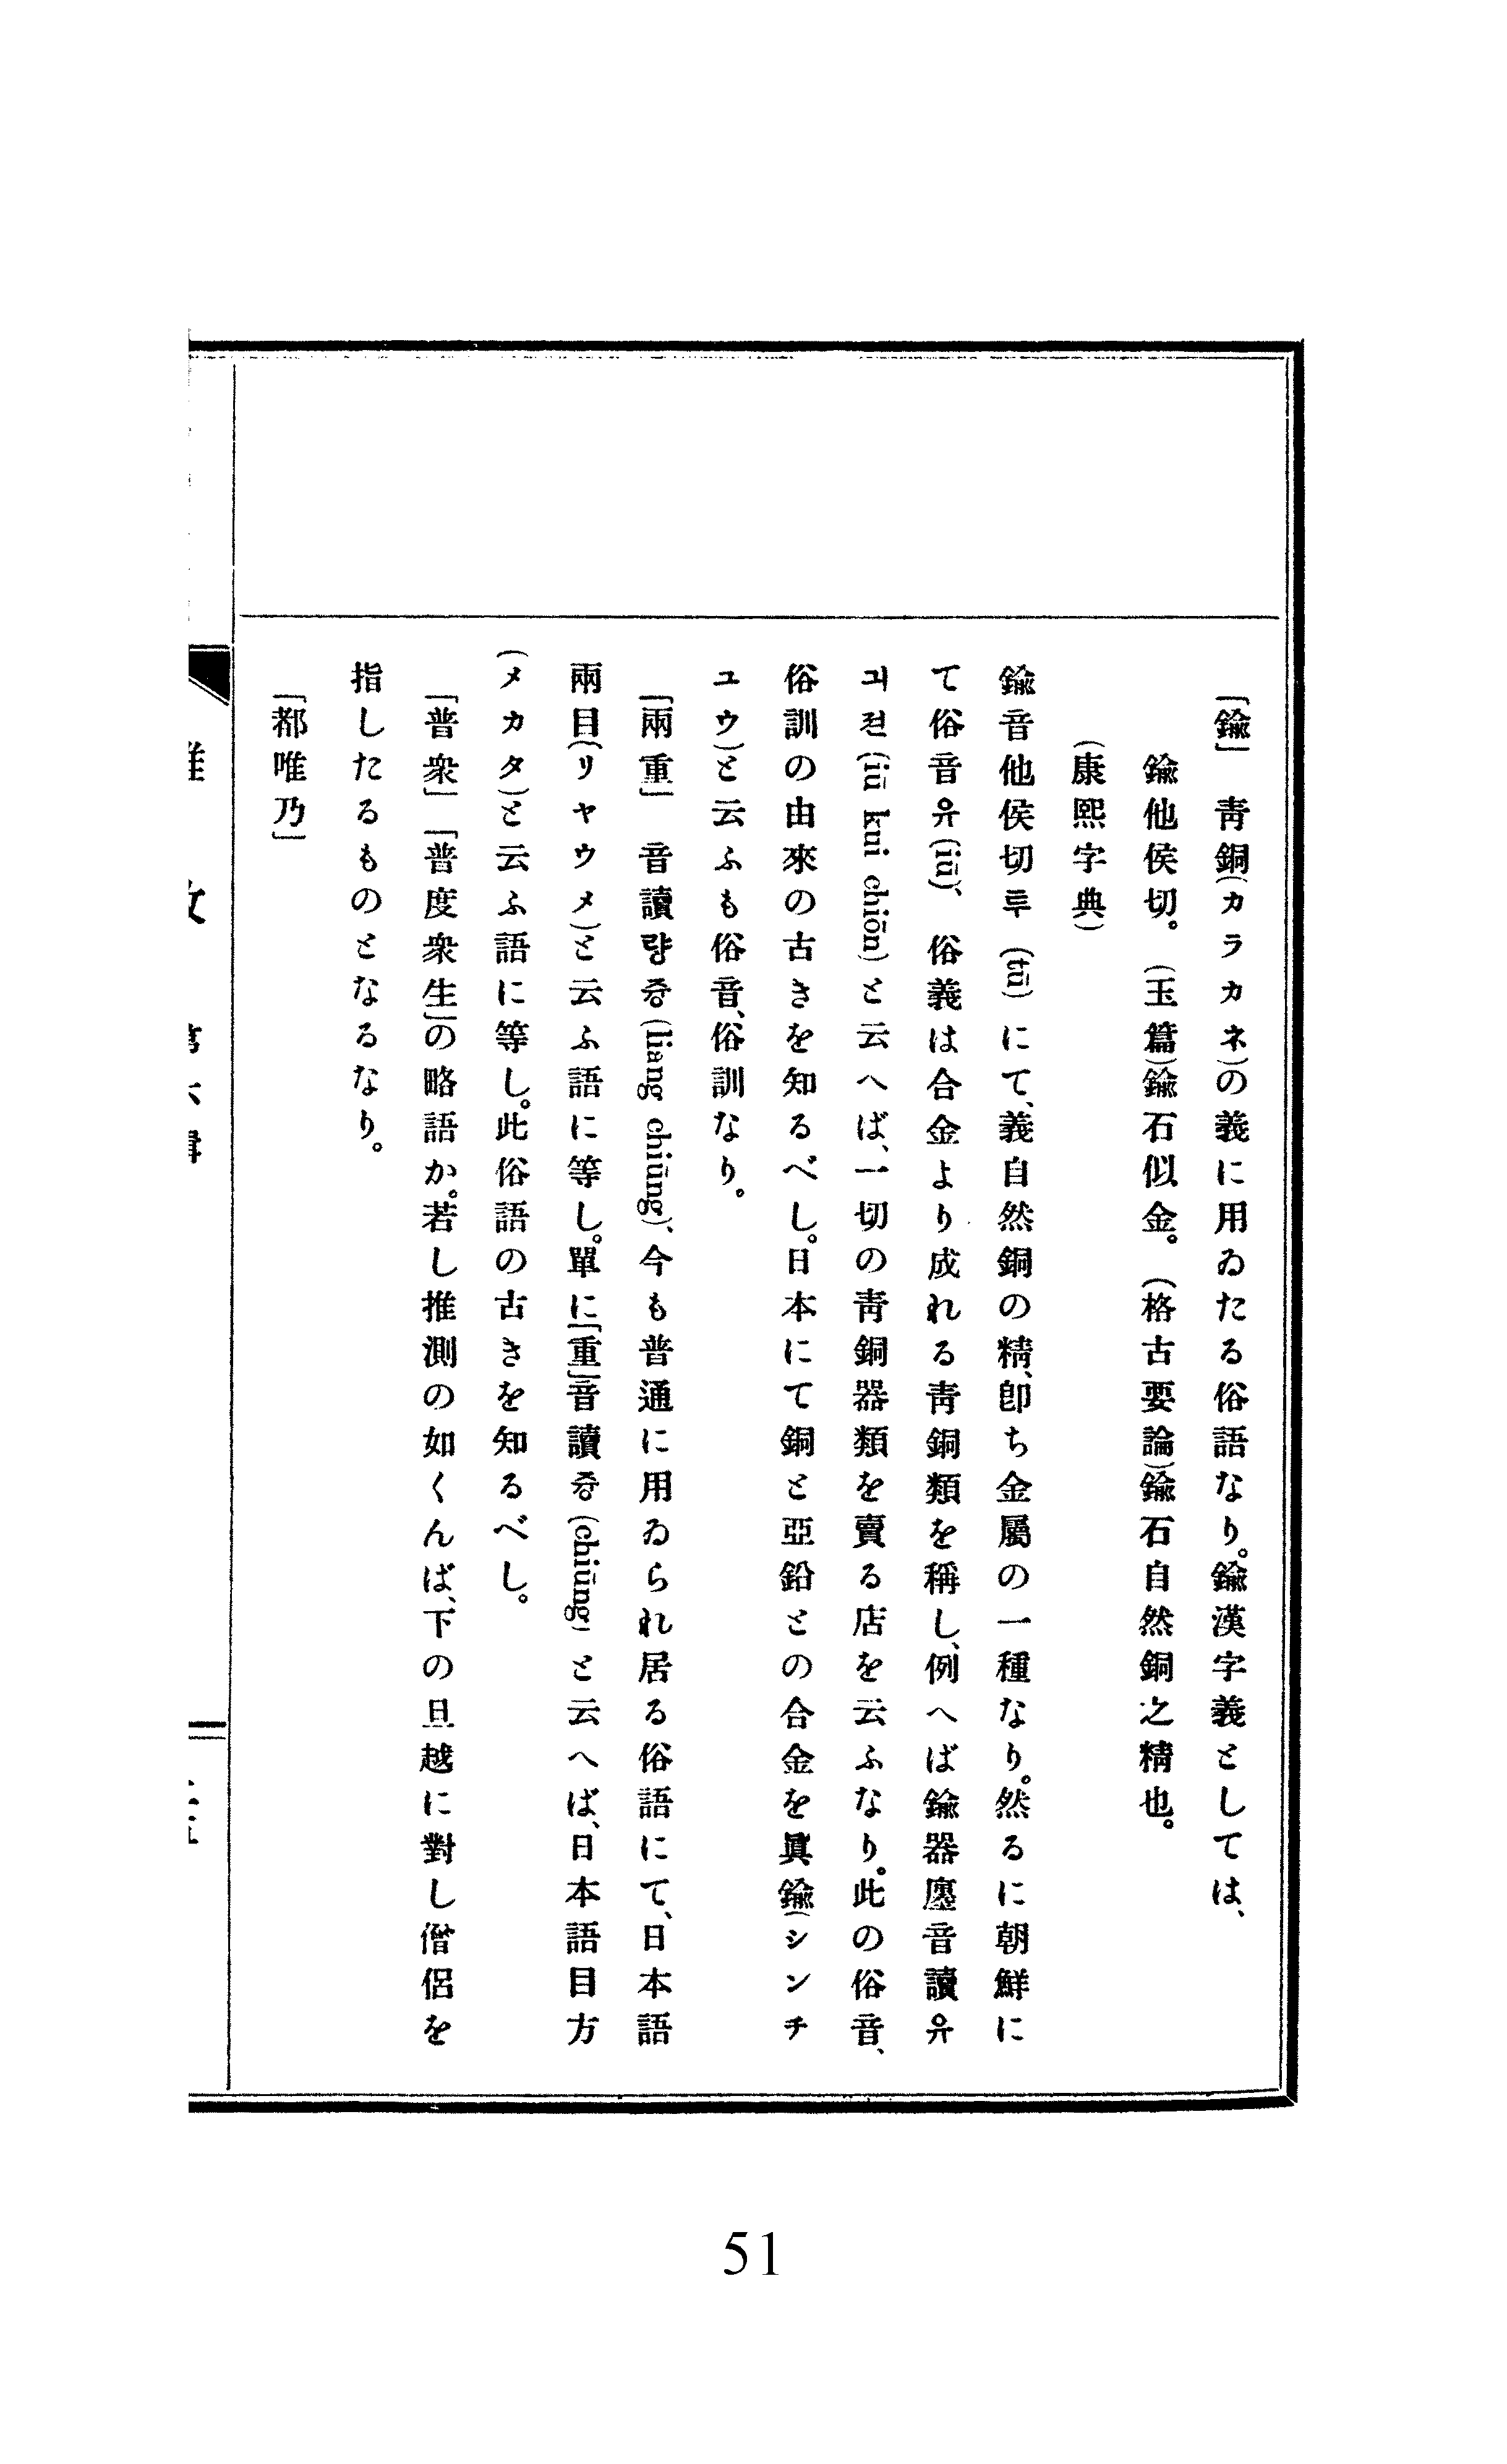 「鍮」　靑銅(カラカネ)の義に用ゐたる俗語なり。鍮漢字義としては、
鍮他侯切。(玉篇)鍮石似金。(格古要論)鍮石自然銅之精也。
(康熙字典)
鍮音他侯切투(tū)にて、義自然銅の精、卽ち金屬の一種なり。然るに朝鮮に
て俗音유(iū)、俗義は合金より成れる靑銅類を稱し、例へば鍮器廛音讀유
긔젼(iū kui chiōn)と云へば、一切の靑銅器類を賣る店を云ふなり。此の俗音、
俗訓の由來の古きを知るべし。日本にて銅と亞鉛との合金を眞鍮(シンチ
ユウ)と云ふも俗音、俗訓なり。
「兩重」　音讀량즁(liang chiūng)、今も普通に用ゐられ居る俗語にて、日本語
兩目(リヤウメ)と云ふ語に等し。單に「重」音讀즁(chiūng)と云へば、日本語目方
(メカタ)と云ふ語に等し。此俗語の古きを知るべし。
「普衆」「普度衆生」の略語か。若し推測の如くんば、下の旦越に對し僧侶を
指したるものとなるなり。
「都唯乃」
51